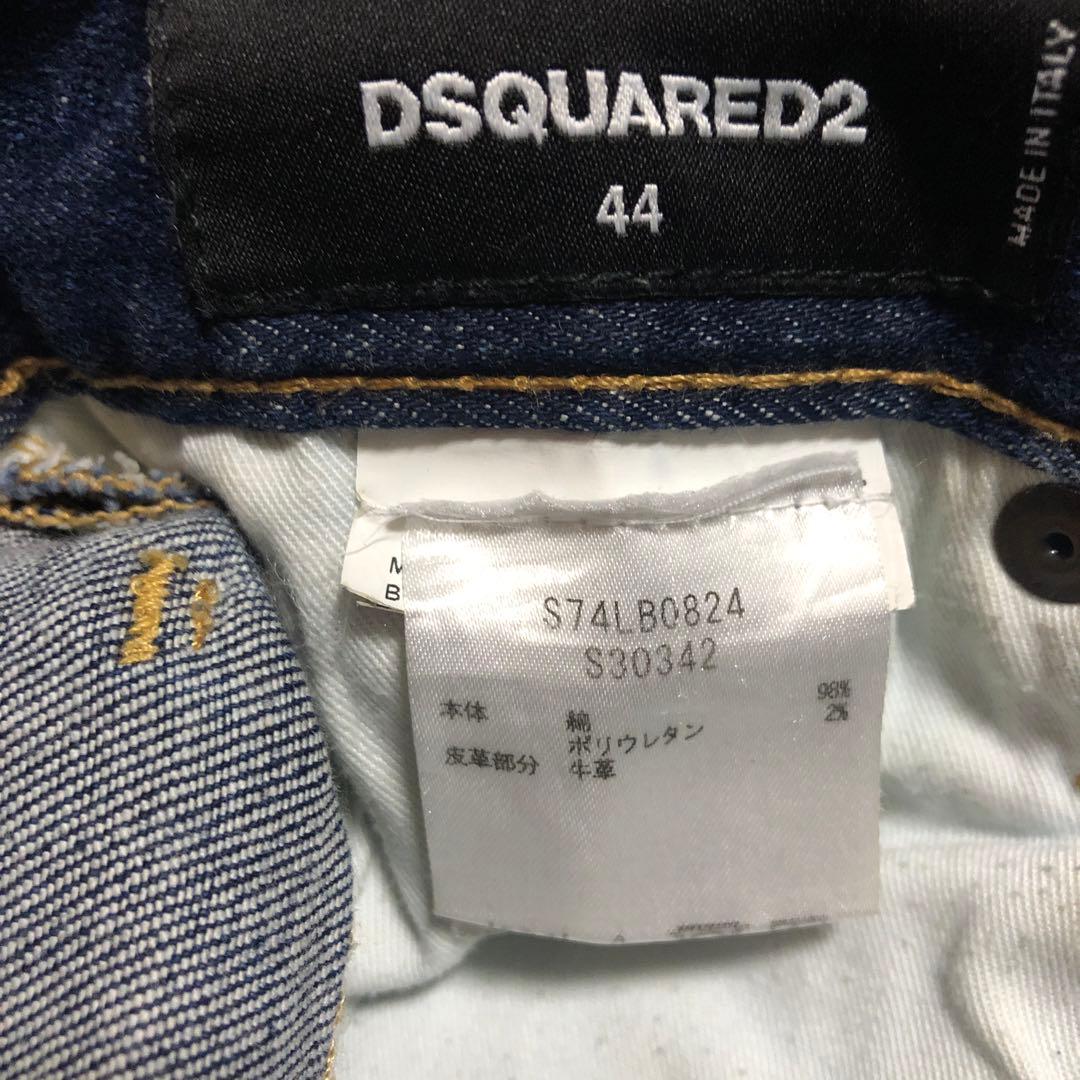 DSQUARED2
44
MADE IN ITALY
M
B
S74LB0824
S30342
本体 綿 98%
ポリウレタン 2%
皮革部分 牛革